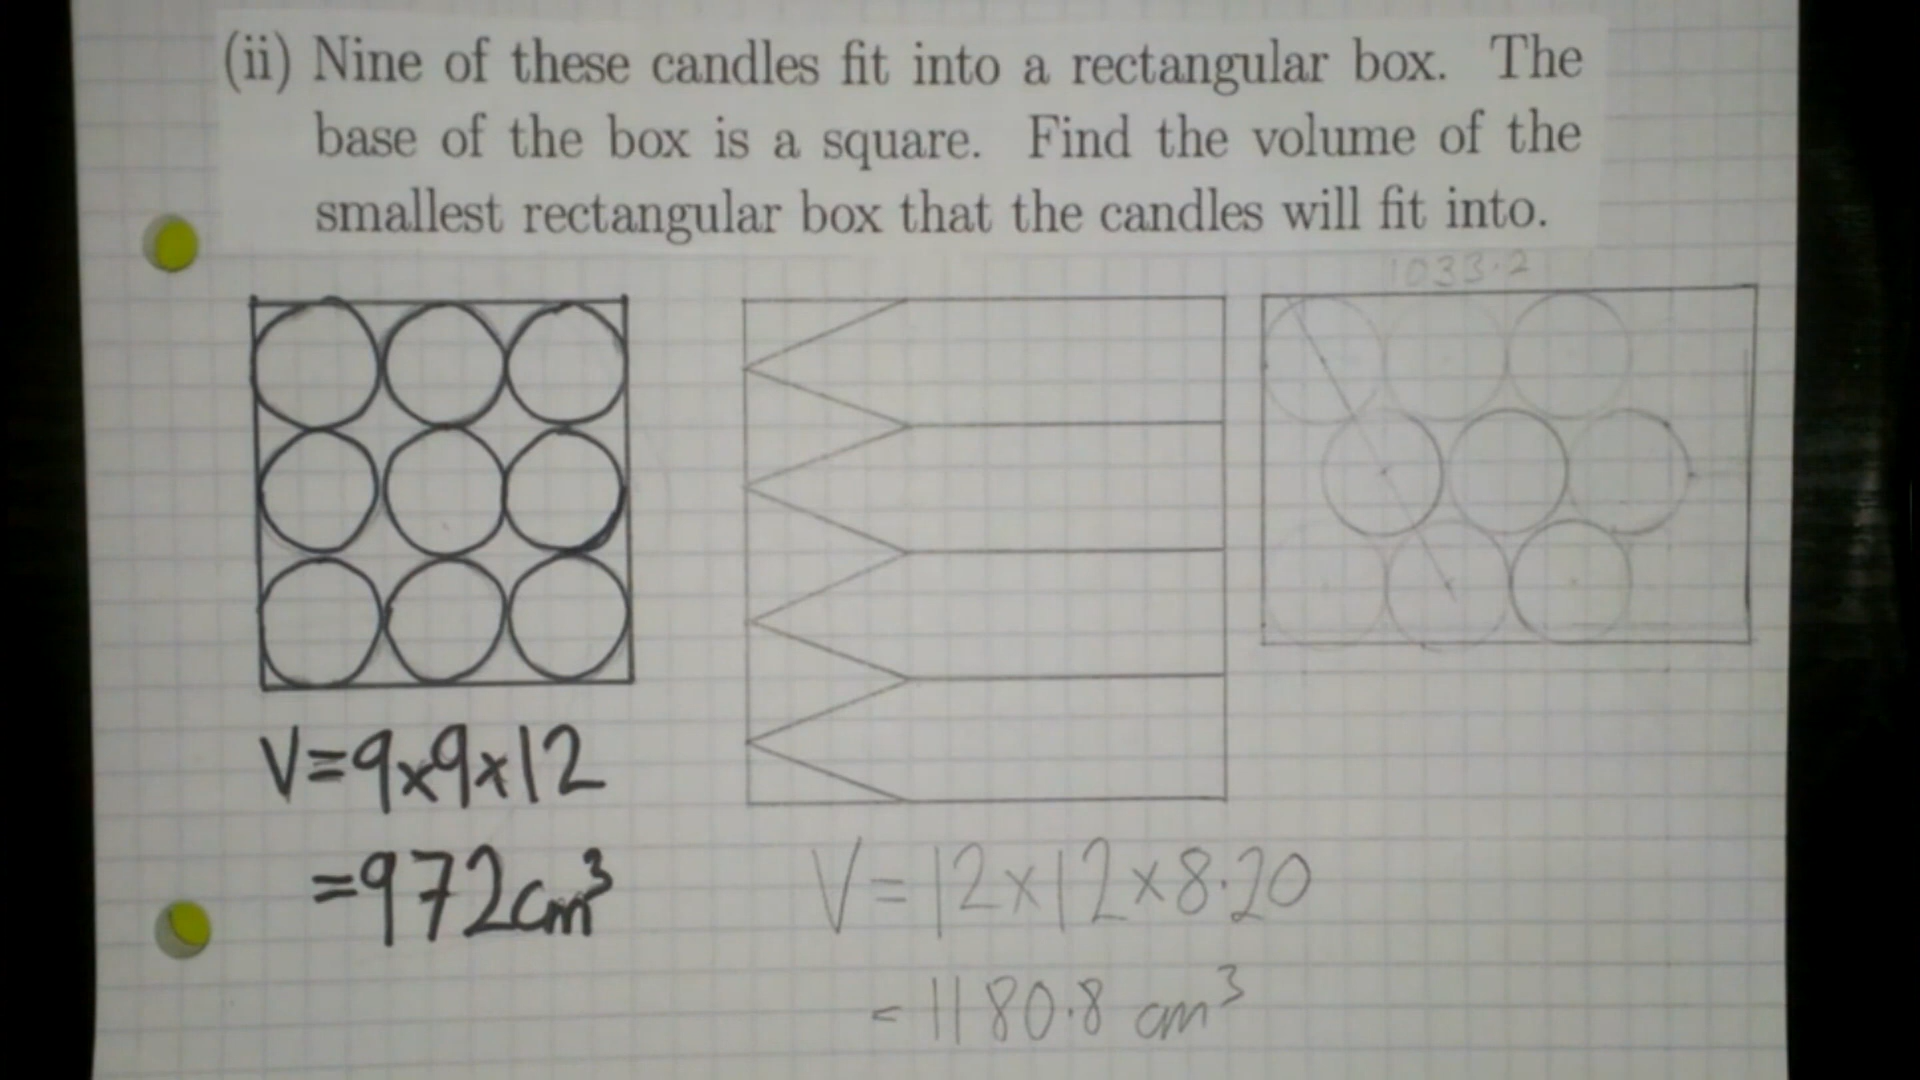 (ii) Nine of these candles fit into a rectangular box. The
base of the box is a square. Find the volume of the
smallest rectangular box that the candles will fit into.
1033.2
V=9x9x12
=972cm³
V=12x12x8.20
=1180.8 cm³